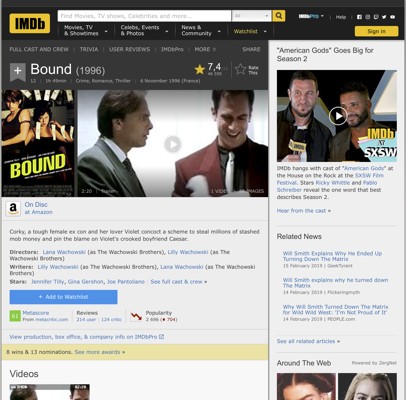 IMDb
Find Movies, TV shows, Celebrities and more...
All
IMDbPro
Help
Movies, TV
& Showtimes
Celebs, Events
& Photos
News &
Community
Watchlist
Sign in
FULL CAST AND CREW
TRIVIA
USER REVIEWS
IMDbPro
MORE
SHARE
Bound (1996)
12 | 1h 49min | Crime, Romance, Thriller | 6 November 1996 (France)
7,4
Rate
This
BOUND
2:20 | Trailer
1 VIDEO
IMAGES
a
On Disc
at Amazon
Corky, a tough female ex con and her lover Violet concoct a scheme to steal millions of stashed
mob money and pin the blame on Violet's crooked boyfriend Caesar.
Directors: Lana Wachowski (as The Wachowski Brothers), Lilly Wachowski (as The
Wachowski Brothers)
Writers: Lilly Wachowski (as The Wachowski Brothers), Lana Wachowski (as The Wachowski
Brothers)
Stars: Jennifer Tilly, Gina Gershon, Joe Pantoliano | See full cast & crew »
+ Add to Watchlist
61
Metascore
From metacritic.com
Reviews
214 user | 124 critic
Popularity
2 696 (704)
View production, box office, & company info on IMDbPro
8 wins & 13 nominations. See more awards »
Videos
02:20
"American Gods" Goes Big for
Season 2
IMDb
at
SXSW
IMDb hangs with cast of "American Gods" at
the House on the Rock at the SXSW Film
Festival. Stars Ricky Whittle and Pablo
Schreiber reveal the one word that best
describes Season 2.
Hear from the cast
Related News
Will Smith Explains Why He Ended Up
Turning Down The Matrix
15 February 2019 | GeekTyrant
Will Smith explains why he turned down
The Matrix
14 February 2019 | Flickeringmyth
Why Will Smith Turned Down The Matrix
for Wild Wild West: 'I'm Not Proud of It'
14 February 2019 | PEOPLE.com
See all related articles »
Around The Web
Powered by ZergNet